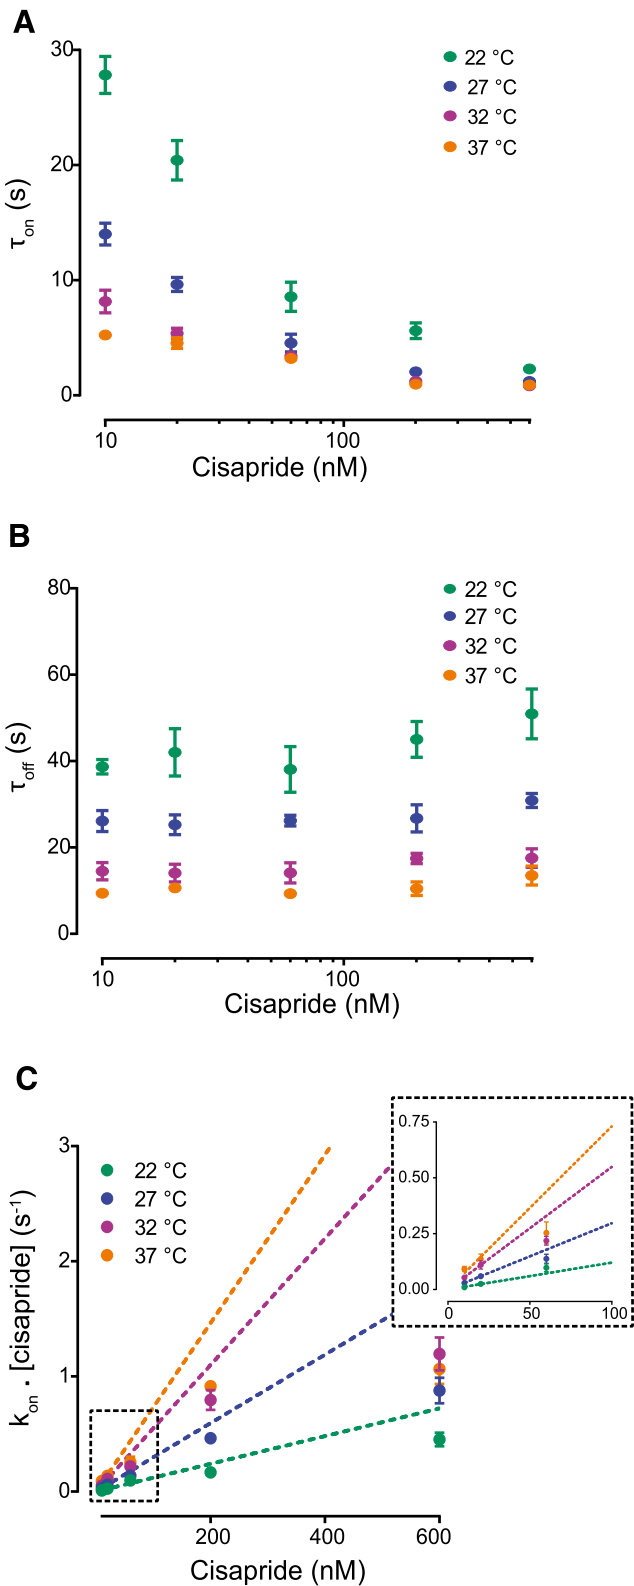 A
30
20
10
0
τon (s)
22 °C
27 °C
32 °C
37 °C
10
100
Cisapride (nM)
B
80
60
40
20
0
τoff (s)
22 °C
27 °C
32 °C
37 °C
10
100
Cisapride (nM)
C
3
2
1
0
kon · [cisapride] (s-1)
22 °C
27 °C
32 °C
37 °C
0.75
0.50
0.25
0.00
0
50
100
200
400
600
Cisapride (nM)